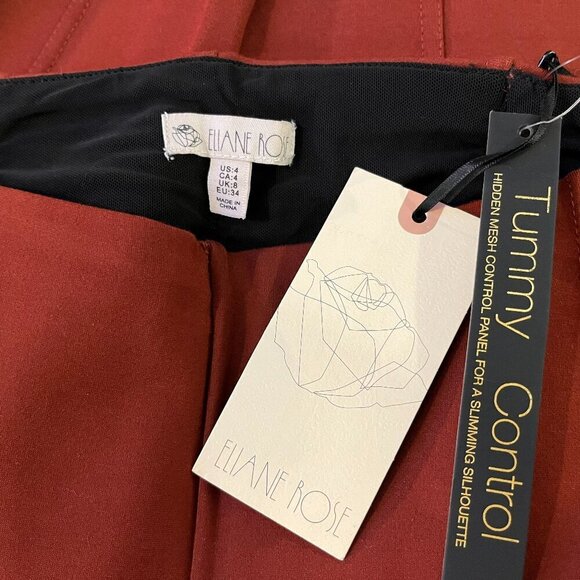 ELIANE ROSE
US:4
CA:4
UK:8
EU:34
MADE IN
CHINA
ELIANE ROSE
Tummy Control
HIDDEN MESH CONTROL PANEL FOR A SLIMMING SILHOUETTE